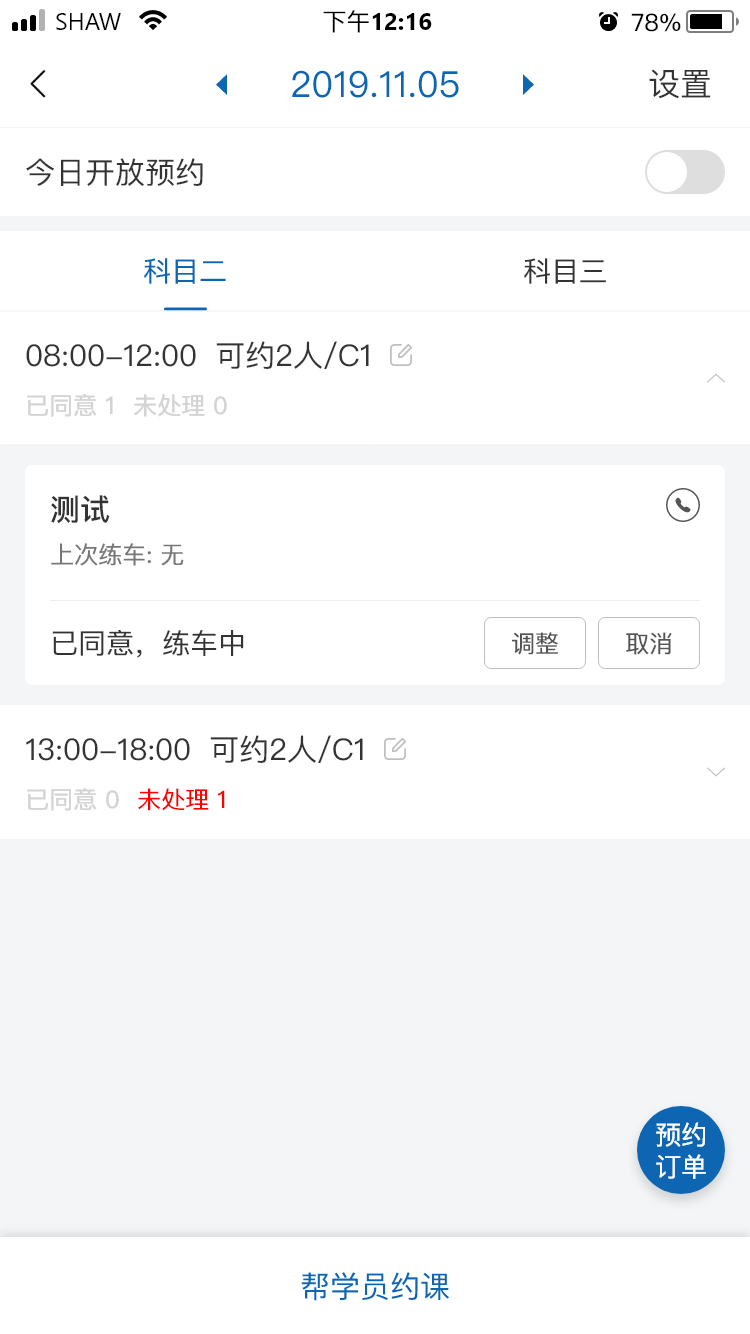 SHAW 下午12:16 78%
2019.11.05 设置
今日开放预约
科目二 科目三
08:00–12:00 可约2人/C1
已同意 1 未处理 0
测试
上次练车: 无
已同意，练车中 调整 取消
13:00–18:00 可约2人/C1
已同意 0 未处理 1
预约
订单
帮学员约课